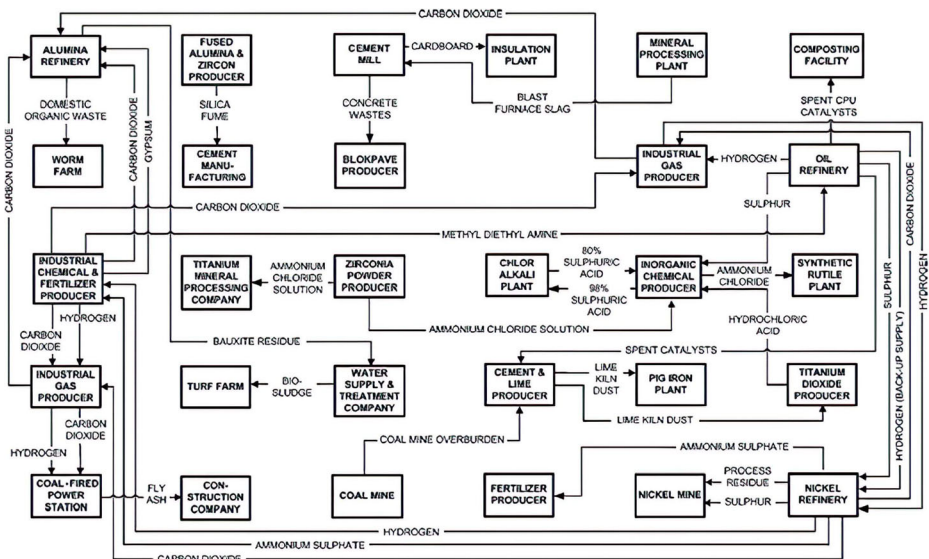 CARBON DIOXIDE
ALUMINA
REFINERY
FUSED
ALUMINA &
ZIRCON
PRODUCER
CEMENT
MILL
CARDBOARD
INSULATION
PLANT
MINERAL
PROCESSING
PLANT
COMPOSTING
FACILITY
DOMESTIC
ORGANIC WASTE
SILICA
FUME
CONCRETE
WASTES
BLAST
FURNACE SLAG
SPENT CPU
CATALYSTS
CARBON DIOXIDE
CARBON DIOXIDE
GYPSUM
WORM
FARM
CEMENT
MANU-
FACTURING
BLOKPAVE
PRODUCER
INDUSTRIAL
GAS
PRODUCER
HYDROGEN
OIL
REFINERY
CARBON DIOXIDE
SULPHUR
METHYL DIETHYL AMINE
CARBON DIOXIDE
HYDROGEN
SULPHUR
HYDROGEN (BACK-UP SUPPLY)
INDUSTRIAL
CHEMICAL &
FERTILIZER
PRODUCER
TITANIUM
MINERAL
PROCESSING
COMPANY
AMMONIUM
CHLORIDE
SOLUTION
ZIRCONIA
POWDER
PRODUCER
CHLOR
ALKALI
PLANT
80%
SULPHURIC
ACID
98%
SULPHURIC
ACID
INORGANIC
CHEMICAL
PRODUCER
AMMONIUM
CHLORIDE
SYNTHETIC
RUTILE
PLANT
HYDROGEN
CARBON
DIOIXDE
AMMONIUM CHLORIDE SOLUTION
HYDROCHLORIC
ACID
BAUXITE RESIDUE
SPENT CATALYSTS
INDUSTRIAL
GAS
PRODUCER
TURF FARM
BIO-
SLUDGE
WATER
SUPPLY &
TREATMENT
COMPANY
CEMENT &
LIME
PRODUCER
LIME
KILN
DUST
PIG IRON
PLANT
TITANIUM
DIOXIDE
PRODUCER
LIME KILN DUST
CARBON
DIOXIDE
HYDROGEN
COAL MINE OVERBURDEN
AMMONIUM SULPHATE
COAL-FIRED
POWER
STATION
FLY
ASH
CON-
STRUCTION
COMPANY
COAL MINE
FERTILIZER
PRODUCER
NICKEL MINE
PROCESS
RESIDUE
SULPHUR
NICKEL
REFINERY
HYDROGEN
AMMONIUM SULPHATE
CARBON DIOXIDE